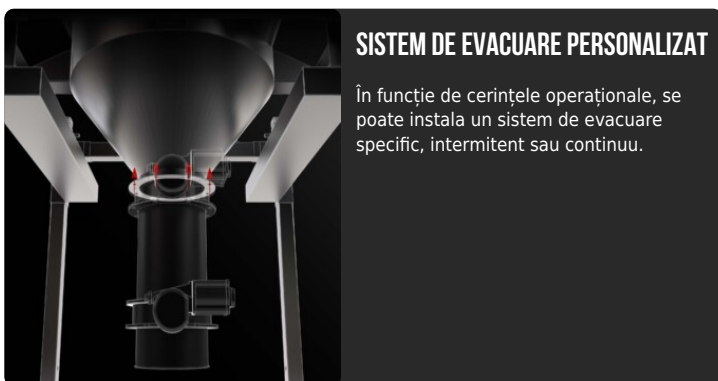 SISTEM DE EVACUARE PERSONALIZAT
În funcție de cerințele operaționale, se
poate instala un sistem de evacuare
specific, intermitent sau continuu.